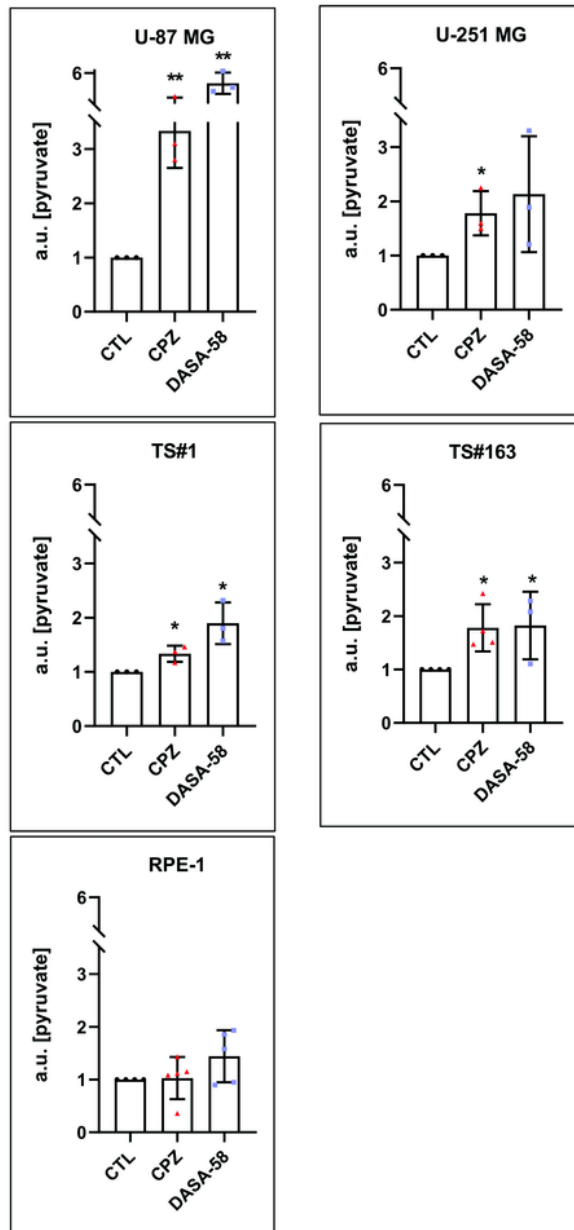 U-87 MG
**
**
6
3
2
1
0
a.u. [pyruvate]
CTL
CPZ
DASA-58
U-251 MG
6
*
3
2
1
0
a.u. [pyruvate]
CTL
CPZ
DASA-58
TS#1
6
*
*
3
2
1
0
a.u. [pyruvate]
CTL
CPZ
DASA-58
TS#163
6
*
*
3
2
1
0
a.u. [pyruvate]
CTL
CPZ
DASA-58
RPE-1
6
3
2
1
0
a.u. [pyruvate]
CTL
CPZ
DASA-58